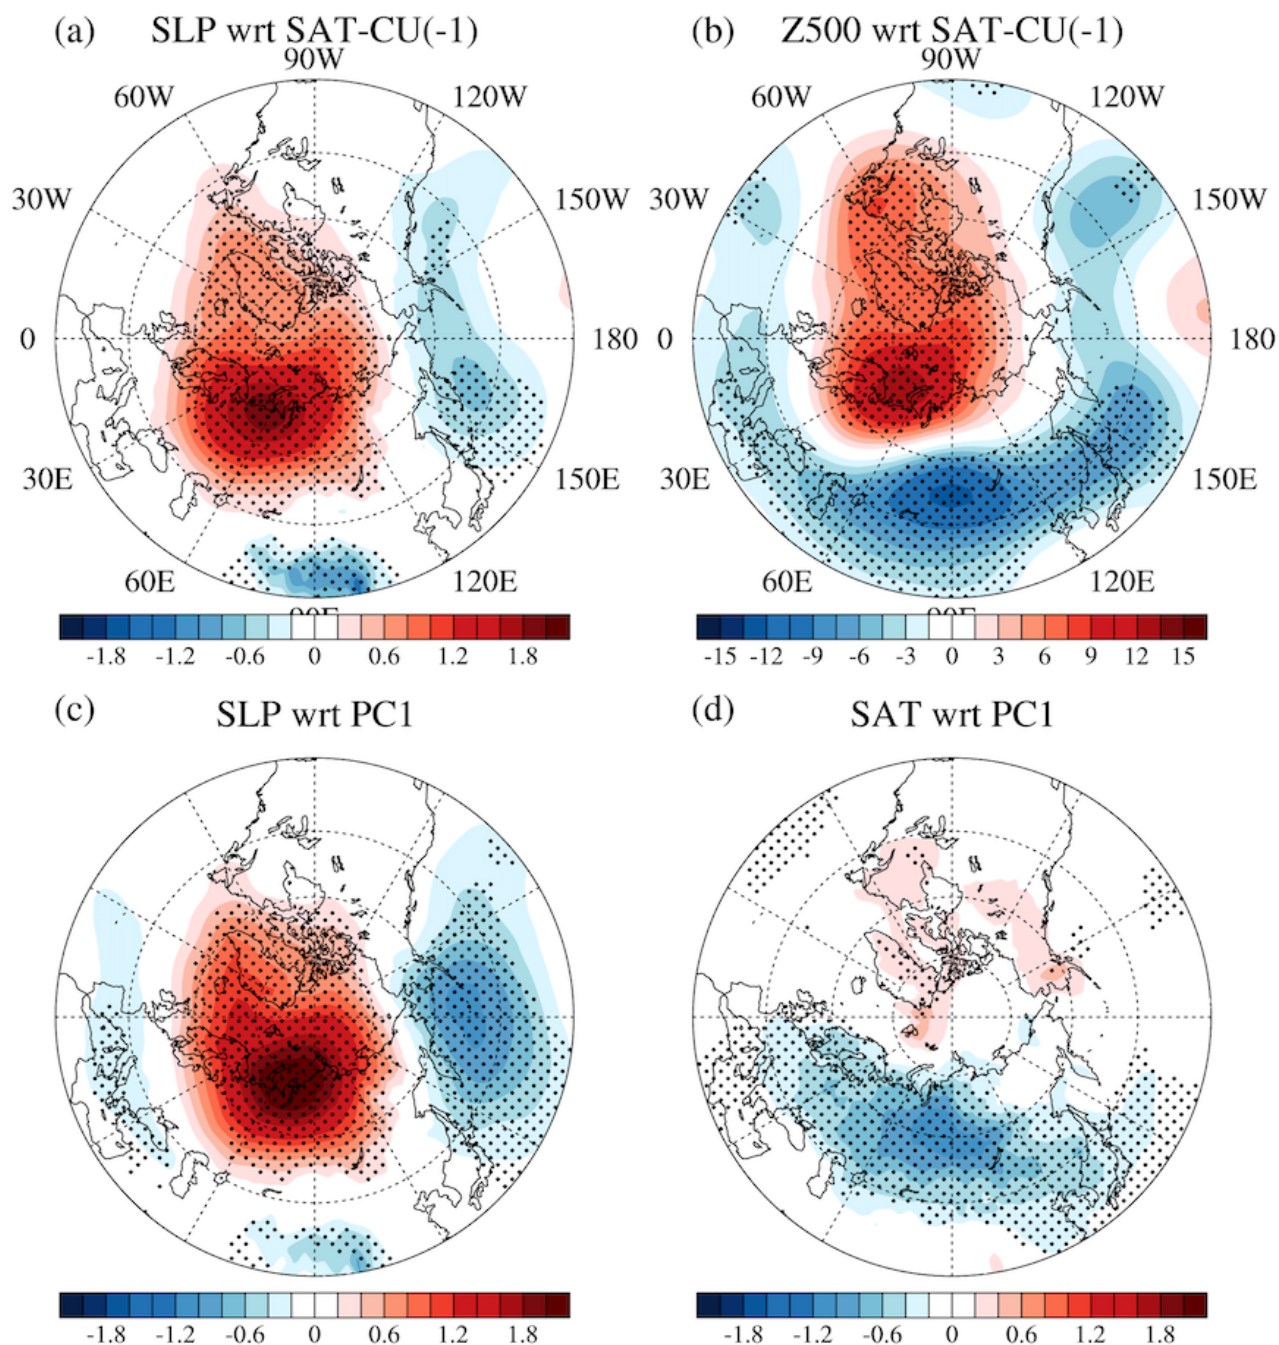 (a) SLP wrt SAT-CU(-1)
(b) Z500 wrt SAT-CU(-1)
90W
90W
60W 120W
60W 120W
30W 150W
30W 150W
0 180
0 180
30E 150E
30E 150E
60E 120E
60E 120E
90E
90E
-1.8 -1.2 -0.6 0 0.6 1.2 1.8
-15 -12 -9 -6 -3 0 3 6 9 12 15
(c) SLP wrt PC1
(d) SAT wrt PC1
-1.8 -1.2 -0.6 0 0.6 1.2 1.8
-1.8 -1.2 -0.6 0 0.6 1.2 1.8